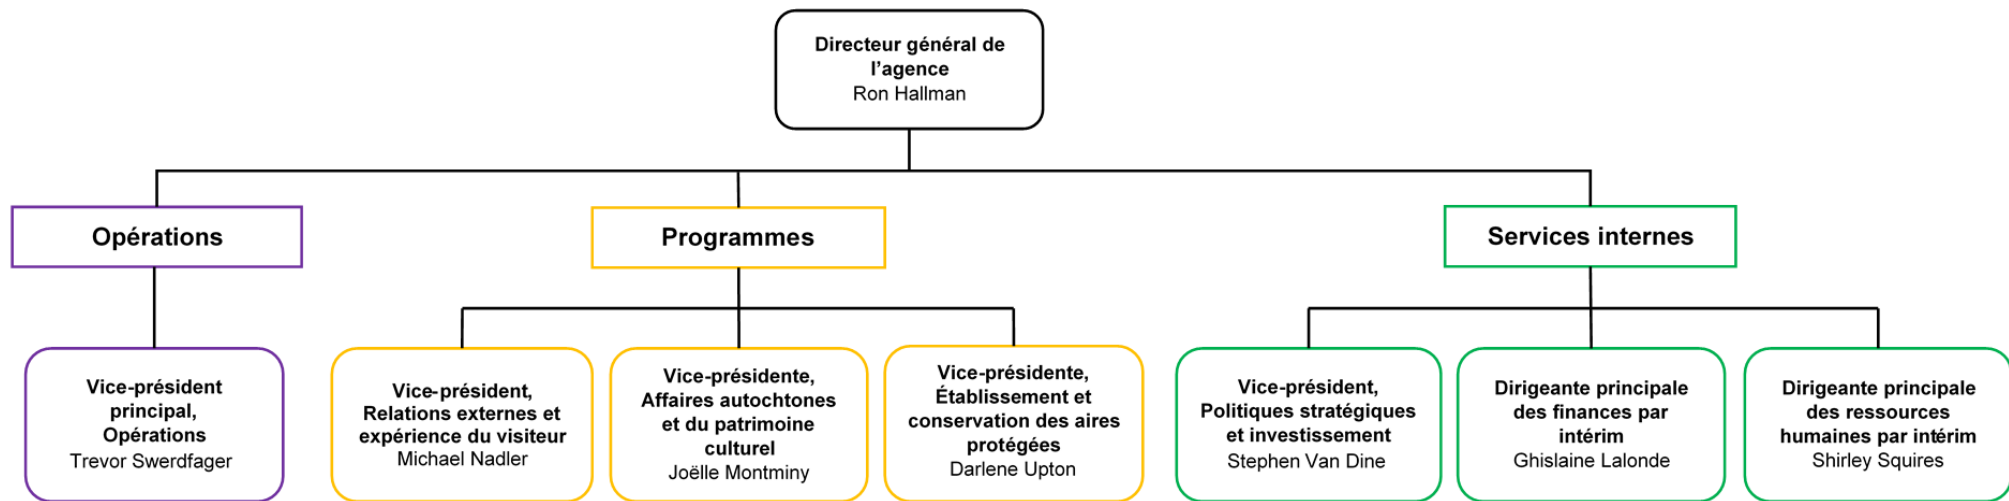 Directeur général de
l’agence
Ron Hallman
Opérations
Programmes
Services internes
Vice-président
principal,
Opérations
Trevor Swerdfager
Vice-président,
Relations externes et
expérience du visiteur
Michael Nadler
Vice-présidente,
Affaires autochtones
et du patrimoine
culturel
Joëlle Montminy
Vice-présidente,
Établissement et
conservation des aires
protégées
Darlene Upton
Vice-président,
Politiques stratégiques
et investissement
Stephen Van Dine
Dirigeante principale
des finances par
intérim
Ghislaine Lalonde
Dirigeante principale
des ressources
humaines par intérim
Shirley Squires